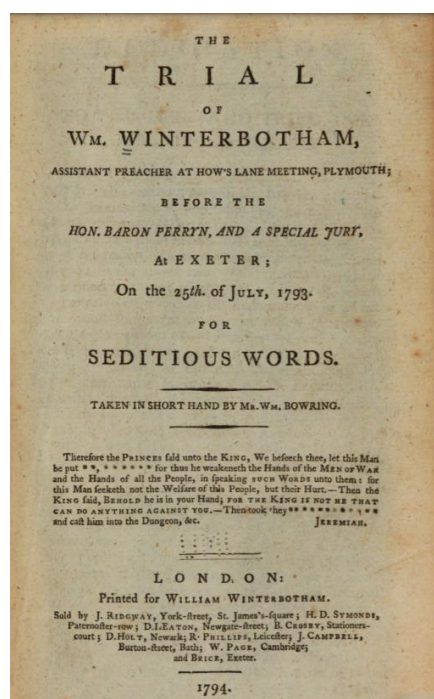 THE
TRIAL
OF
WM. WINTERBOTHAM,
ASSISTANT PREACHER AT HOW'S LANE MEETING, PLYMOUTH;
BEFORE THE
HON. BARON PERRYN, AND A SPECIAL JURY,
At EXETER;
On the 25th. of JULY, 1793.
FOR
SEDITIOUS WORDS.
TAKEN IN SHORT HAND BY MR. WM. BOWRING.
Therefore the PRINCES ſaid unto the KING, We beſeech thee, let this Man
be put **, ****** for thus he weakeneth the Hands of the MEN OF WAR
and the Hands of all the People, in ſpeaking SUCH WORDS unto them: for
this Man ſeeketh not the Welfare of this People, but their Hurt.—Then the
KING ſaid, BEHOLD he is in your Hand; FOR THE KING IS NOT HE THAT
CAN DO ANYTHING AGAINST YOU.—Then took they
and caſt him into the Dungeon, &c. JEREMIAH.
LONDON:
Printed for WILLIAM WINTERBOTHAM.
Sold by J. RIDGWAY, York-ſtreet, St. James's-ſquare; H. D. SYMONDS,
Paternoſter-row; D.I.EATON, Newgate-ſtreet; B. CROSBY, Stationers-
court; D. HOLT, Newark; R. PHILLIPS, Leiceſter; J. CAMPBELL,
Burton-ſtreet, Bath; W. PAGE, Cambridge;
and BRICE, Exeter.
1794.